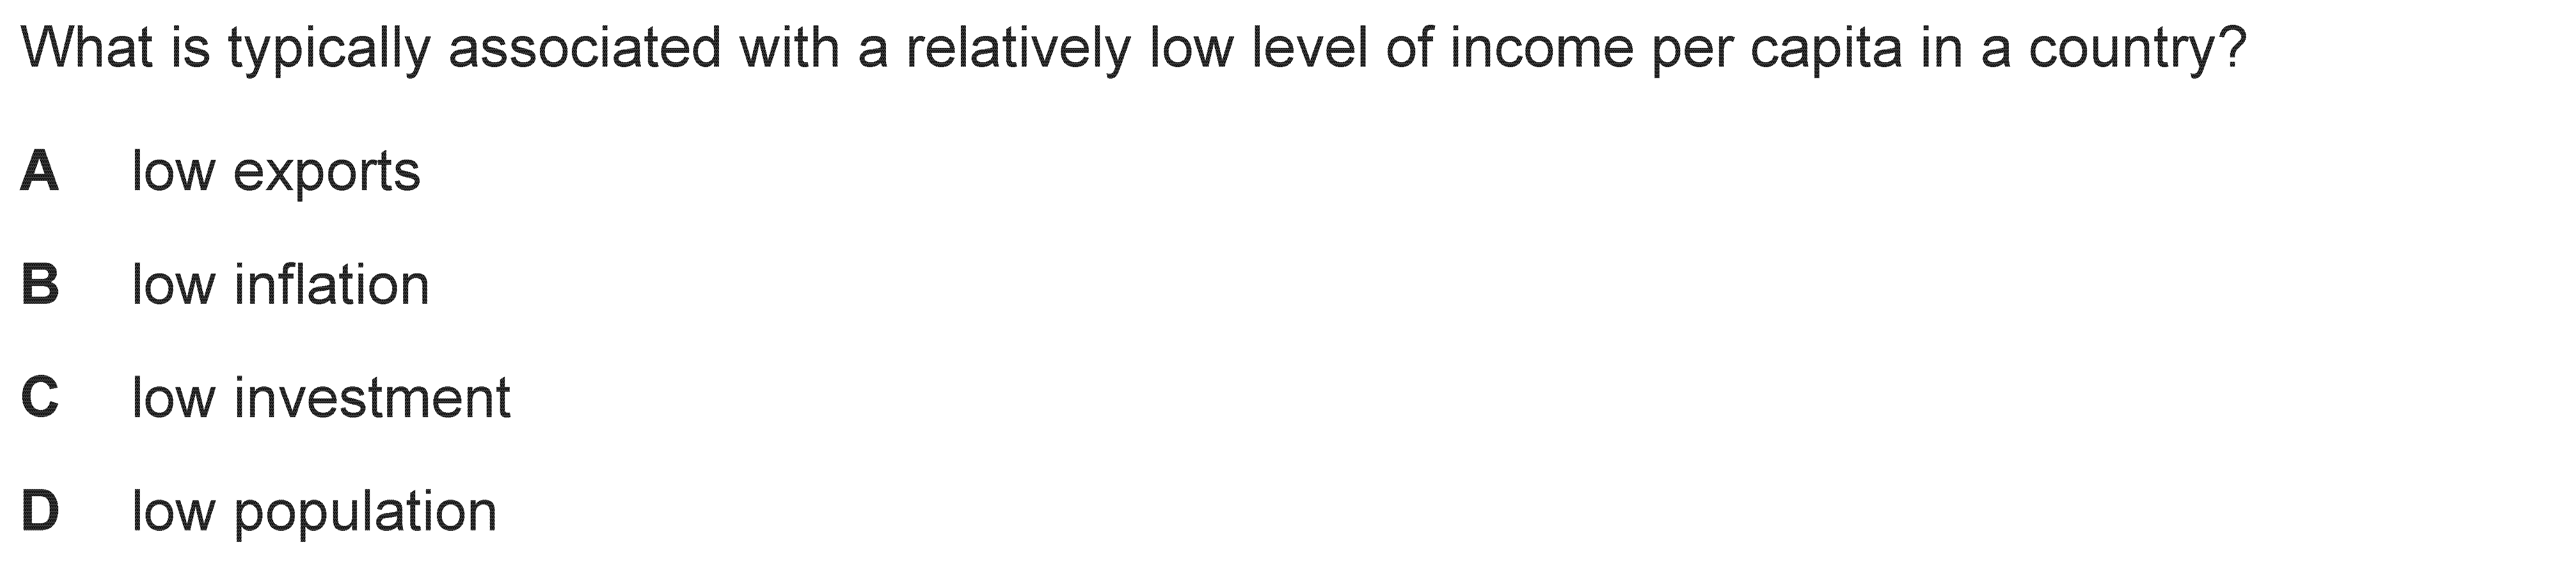 What is typically associated with a relatively low level of income per capita in a country?
A low exports
B low inflation
C low investment
D low population